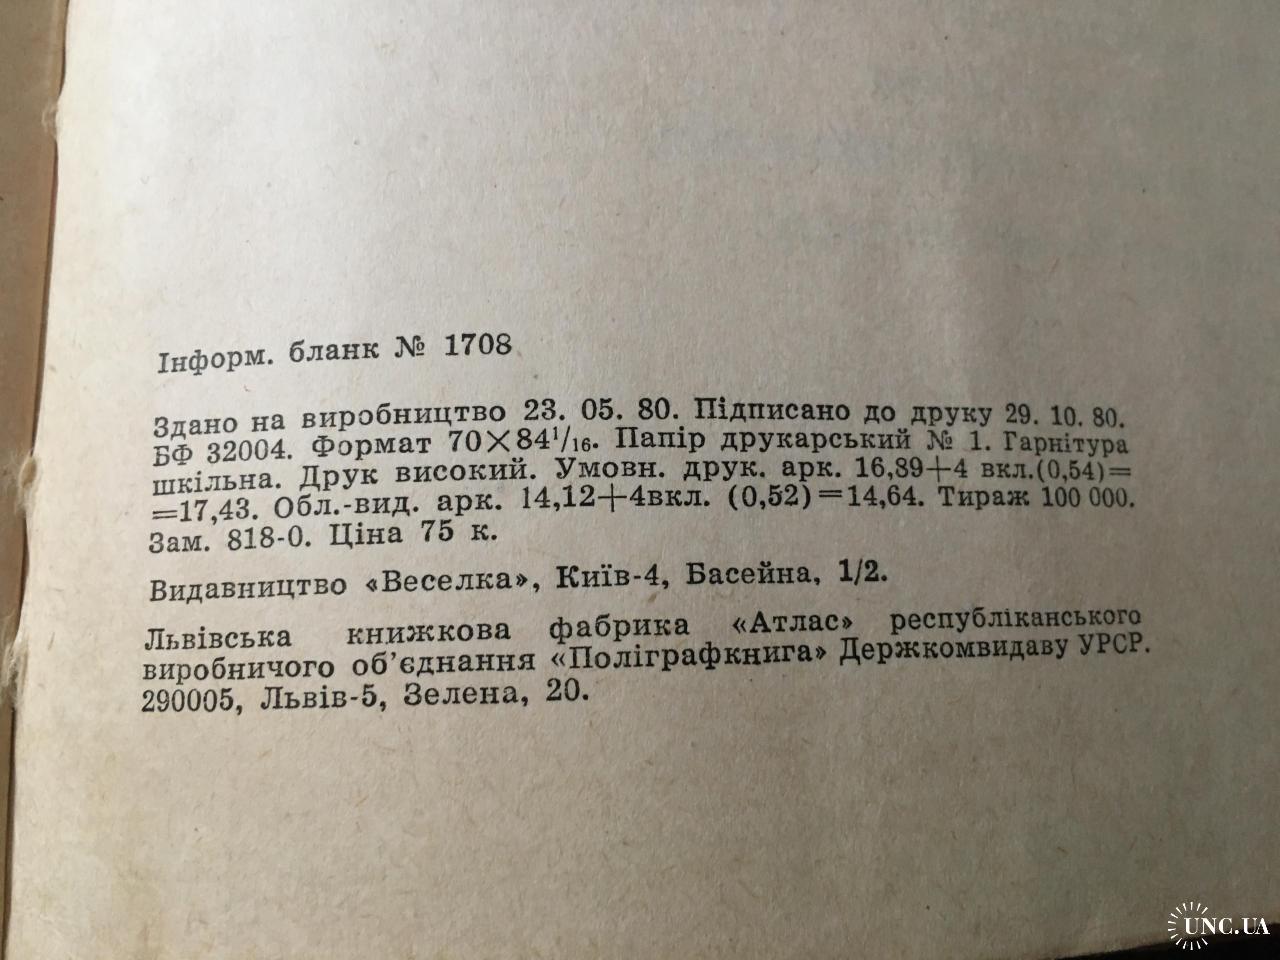 Інформ. бланк № 1708
Здано на виробництво 23. 05. 80. Підписано до друку 29. 10. 80.
БФ 32004. Формат 70×84¹/₁₆. Папір друкарський № 1. Гарнітура
шкільна. Друк високий. Умовн. друк. арк. 16,89+4 вкл.(0,54)=
=17,43. Обл.-вид. арк. 14,12+4вкл. (0,52)=14,64. Тираж 100 000.
Зам. 818-0. Ціна 75 к.
Видавництво «Веселка», Київ-4, Басейна, 1/2.
Львівська книжкова фабрика «Атлас» республіканського
виробничого об'єднання «Поліграфкнига» Держкомвидаву УРСР.
290005, Львів-5, Зелена, 20.
UNC.UA